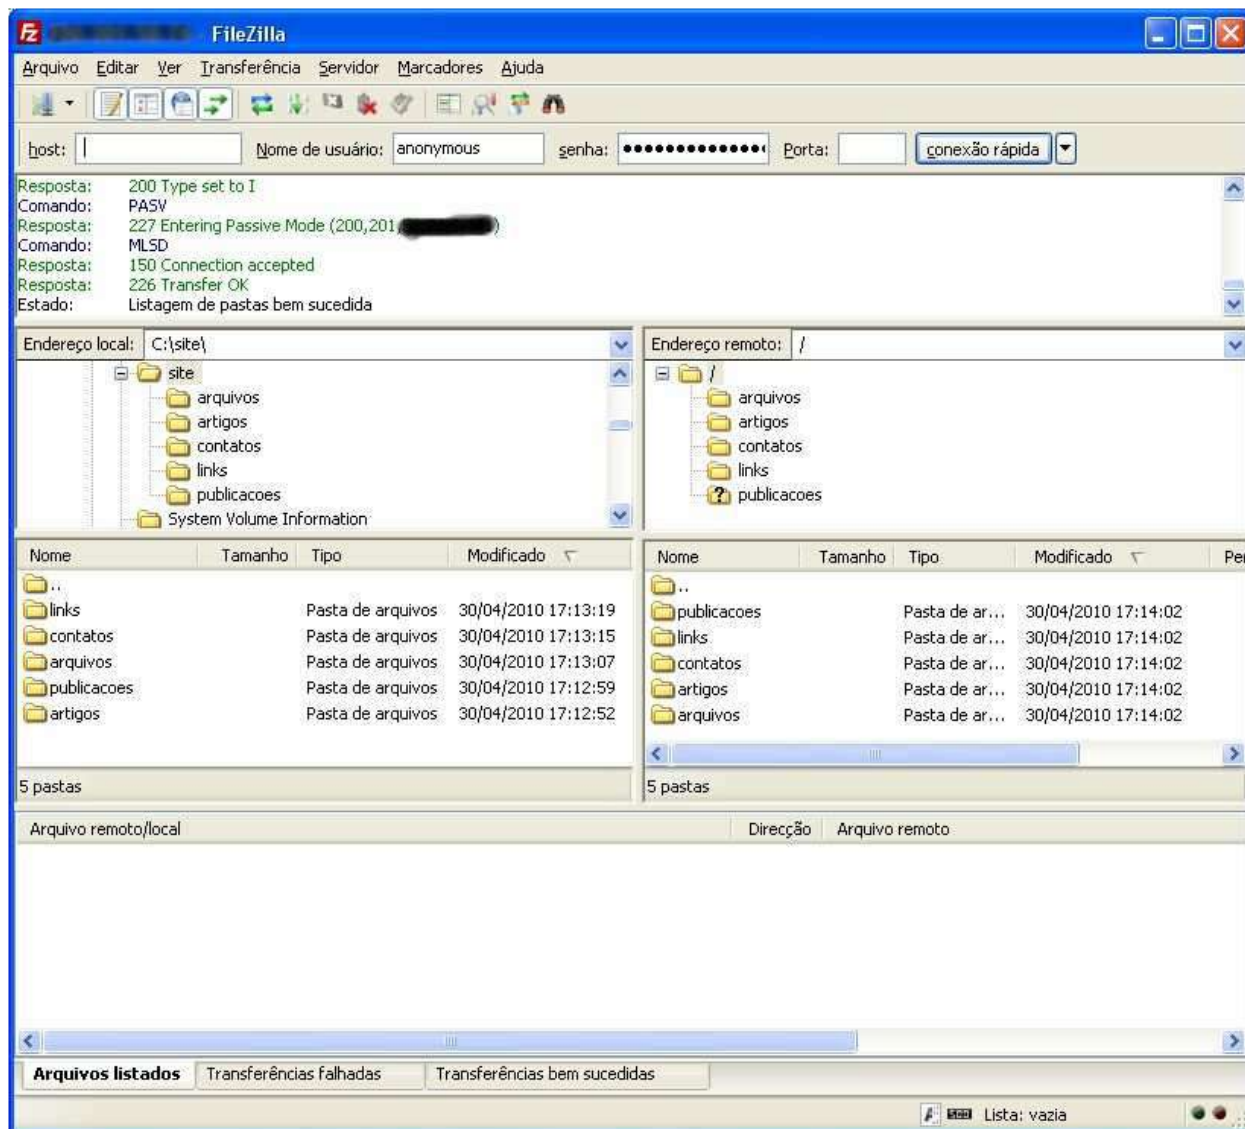 FileZilla
Arquivo Editar Ver Transferência Servidor Marcadores Ajuda
host: Nome de usuário: anonymous senha: ●●●●●●●●●●●●●● Porta: conexão rápida
Resposta: 200 Type set to I
Comando: PASV
Resposta: 227 Entering Passive Mode (200,201, )
Comando: MLSD
Resposta: 150 Connection accepted
Resposta: 226 Transfer OK
Estado: Listagem de pastas bem sucedida
Endereço local: C:\site\
site
arquivos
artigos
contatos
links
publicacoes
System Volume Information
Endereço remoto: /
/
arquivos
artigos
contatos
links
publicacoes
Nome Tamanho Tipo Modificado
..
links Pasta de arquivos 30/04/2010 17:13:19
contatos Pasta de arquivos 30/04/2010 17:13:15
arquivos Pasta de arquivos 30/04/2010 17:13:07
publicacoes Pasta de arquivos 30/04/2010 17:12:59
artigos Pasta de arquivos 30/04/2010 17:12:52
5 pastas
Nome Tamanho Tipo Modificado Per
..
publicacoes Pasta de ar... 30/04/2010 17:14:02
links Pasta de ar... 30/04/2010 17:14:02
contatos Pasta de ar... 30/04/2010 17:14:02
artigos Pasta de ar... 30/04/2010 17:14:02
arquivos Pasta de ar... 30/04/2010 17:14:02
5 pastas
Arquivo remoto/local Direcção Arquivo remoto
Arquivos listados Transferências falhadas Transferências bem sucedidas
Lista: vazia